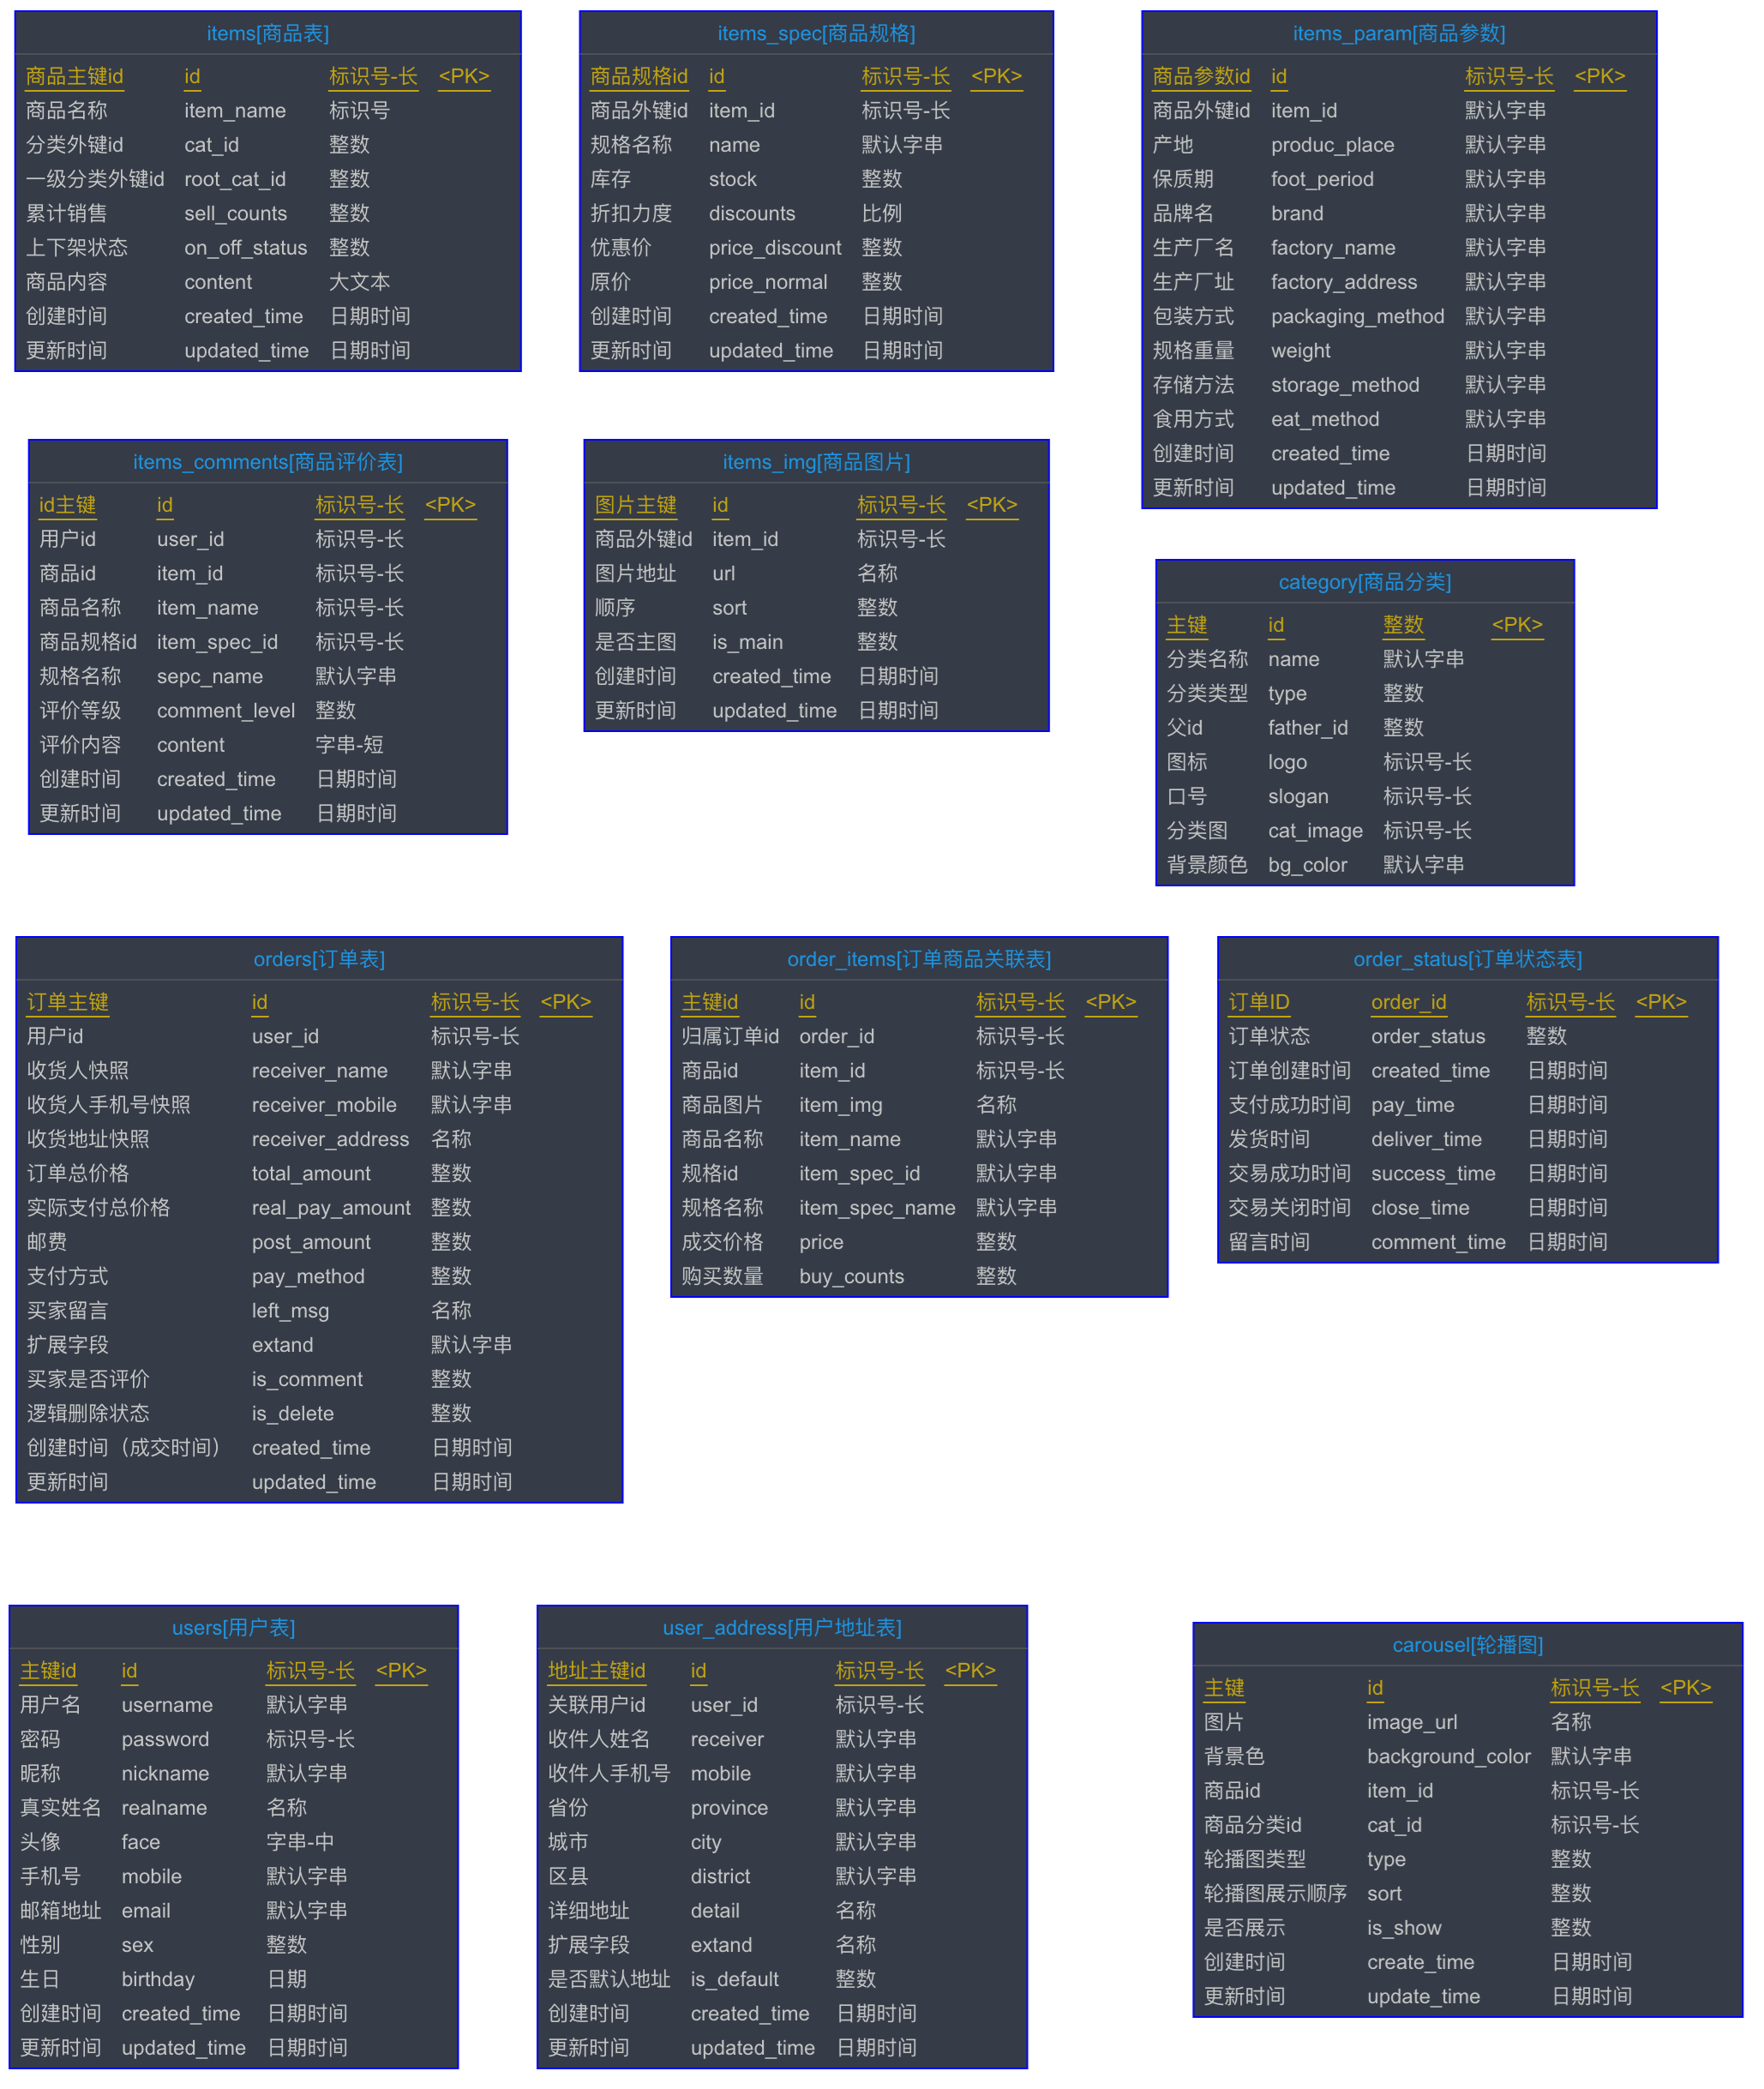 items[商品表]
商品主键id id 标识号-长 <PK>
商品名称 item_name 标识号
分类外键id cat_id 整数
一级分类外键id root_cat_id 整数
累计销售 sell_counts 整数
上下架状态 on_off_status 整数
商品内容 content 大文本
创建时间 created_time 日期时间
更新时间 updated_time 日期时间
items_spec[商品规格]
商品规格id id 标识号-长 <PK>
商品外键id item_id 标识号-长
规格名称 name 默认字串
库存 stock 整数
折扣力度 discounts 比例
优惠价 price_discount 整数
原价 price_normal 整数
创建时间 created_time 日期时间
更新时间 updated_time 日期时间
items_param[商品参数]
商品参数id id 标识号-长 <PK>
商品外键id item_id 默认字串
产地 produc_place 默认字串
保质期 foot_period 默认字串
品牌名 brand 默认字串
生产厂名 factory_name 默认字串
生产厂址 factory_address 默认字串
包装方式 packaging_method 默认字串
规格重量 weight 默认字串
存储方法 storage_method 默认字串
食用方式 eat_method 默认字串
创建时间 created_time 日期时间
更新时间 updated_time 日期时间
items_comments[商品评价表]
id主键 id 标识号-长 <PK>
用户id user_id 标识号-长
商品id item_id 标识号-长
商品名称 item_name 标识号-长
商品规格id item_spec_id 标识号-长
规格名称 sepc_name 默认字串
评价等级 comment_level 整数
评价内容 content 字串-短
创建时间 created_time 日期时间
更新时间 updated_time 日期时间
items_img[商品图片]
图片主键 id 标识号-长 <PK>
商品外键id item_id 标识号-长
图片地址 url 名称
顺序 sort 整数
是否主图 is_main 整数
创建时间 created_time 日期时间
更新时间 updated_time 日期时间
category[商品分类]
主键 id 整数 <PK>
分类名称 name 默认字串
分类类型 type 整数
父id father_id 整数
图标 logo 标识号-长
口号 slogan 标识号-长
分类图 cat_image 标识号-长
背景颜色 bg_color 默认字串
orders[订单表]
订单主键 id 标识号-长 <PK>
用户id user_id 标识号-长
收货人快照 receiver_name 默认字串
收货人手机号快照 receiver_mobile 默认字串
收货地址快照 receiver_address 名称
订单总价格 total_amount 整数
实际支付总价格 real_pay_amount 整数
邮费 post_amount 整数
支付方式 pay_method 整数
买家留言 left_msg 名称
扩展字段 extand 默认字串
买家是否评价 is_comment 整数
逻辑删除状态 is_delete 整数
创建时间（成交时间） created_time 日期时间
更新时间 updated_time 日期时间
order_items[订单商品关联表]
主键id id 标识号-长 <PK>
归属订单id order_id 标识号-长
商品id item_id 标识号-长
商品图片 item_img 名称
商品名称 item_name 默认字串
规格id item_spec_id 默认字串
规格名称 item_spec_name 默认字串
成交价格 price 整数
购买数量 buy_counts 整数
order_status[订单状态表]
订单ID order_id 标识号-长 <PK>
订单状态 order_status 整数
订单创建时间 created_time 日期时间
支付成功时间 pay_time 日期时间
发货时间 deliver_time 日期时间
交易成功时间 success_time 日期时间
交易关闭时间 close_time 日期时间
留言时间 comment_time 日期时间
users[用户表]
主键id id 标识号-长 <PK>
用户名 username 默认字串
密码 password 标识号-长
昵称 nickname 默认字串
真实姓名 realname 名称
头像 face 字串-中
手机号 mobile 默认字串
邮箱地址 email 默认字串
性别 sex 整数
生日 birthday 日期
创建时间 created_time 日期时间
更新时间 updated_time 日期时间
user_address[用户地址表]
地址主键id id 标识号-长 <PK>
关联用户id user_id 标识号-长
收件人姓名 receiver 默认字串
收件人手机号 mobile 默认字串
省份 province 默认字串
城市 city 默认字串
区县 district 默认字串
详细地址 detail 名称
扩展字段 extand 名称
是否默认地址 is_default 整数
创建时间 created_time 日期时间
更新时间 updated_time 日期时间
carousel[轮播图]
主键 id 标识号-长 <PK>
图片 image_url 名称
背景色 background_color 默认字串
商品id item_id 标识号-长
商品分类id cat_id 标识号-长
轮播图类型 type 整数
轮播图展示顺序 sort 整数
是否展示 is_show 整数
创建时间 create_time 日期时间
更新时间 update_time 日期时间